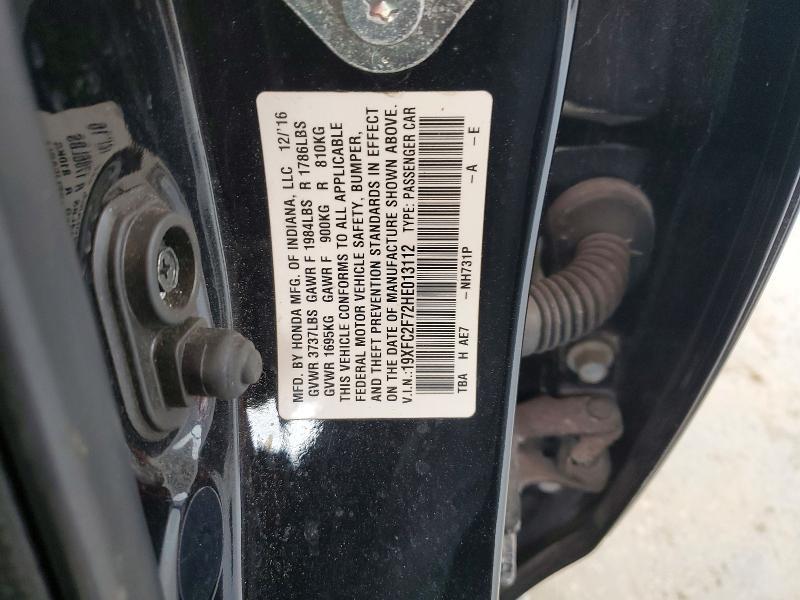 MFD. BY HONDA MFG. OF INDIANA, LLC 12/'16
GVWR 3737LBS GAWR F 1984LBS R 1786LBS
GVWR 1695KG GAWR F 900KG R 810KG
THIS VEHICLE CONFORMS TO ALL APPLICABLE
FEDERAL MOTOR VEHICLE SAFETY, BUMPER,
AND THEFT PREVENTION STANDARDS IN EFFECT
ON THE DATE OF MANUFACTURE SHOWN ABOVE.
V.I.N.:19XFC2F72HE013112 TYPE: PASSENGER CAR
TBA H AE7 -NH731P -A -E